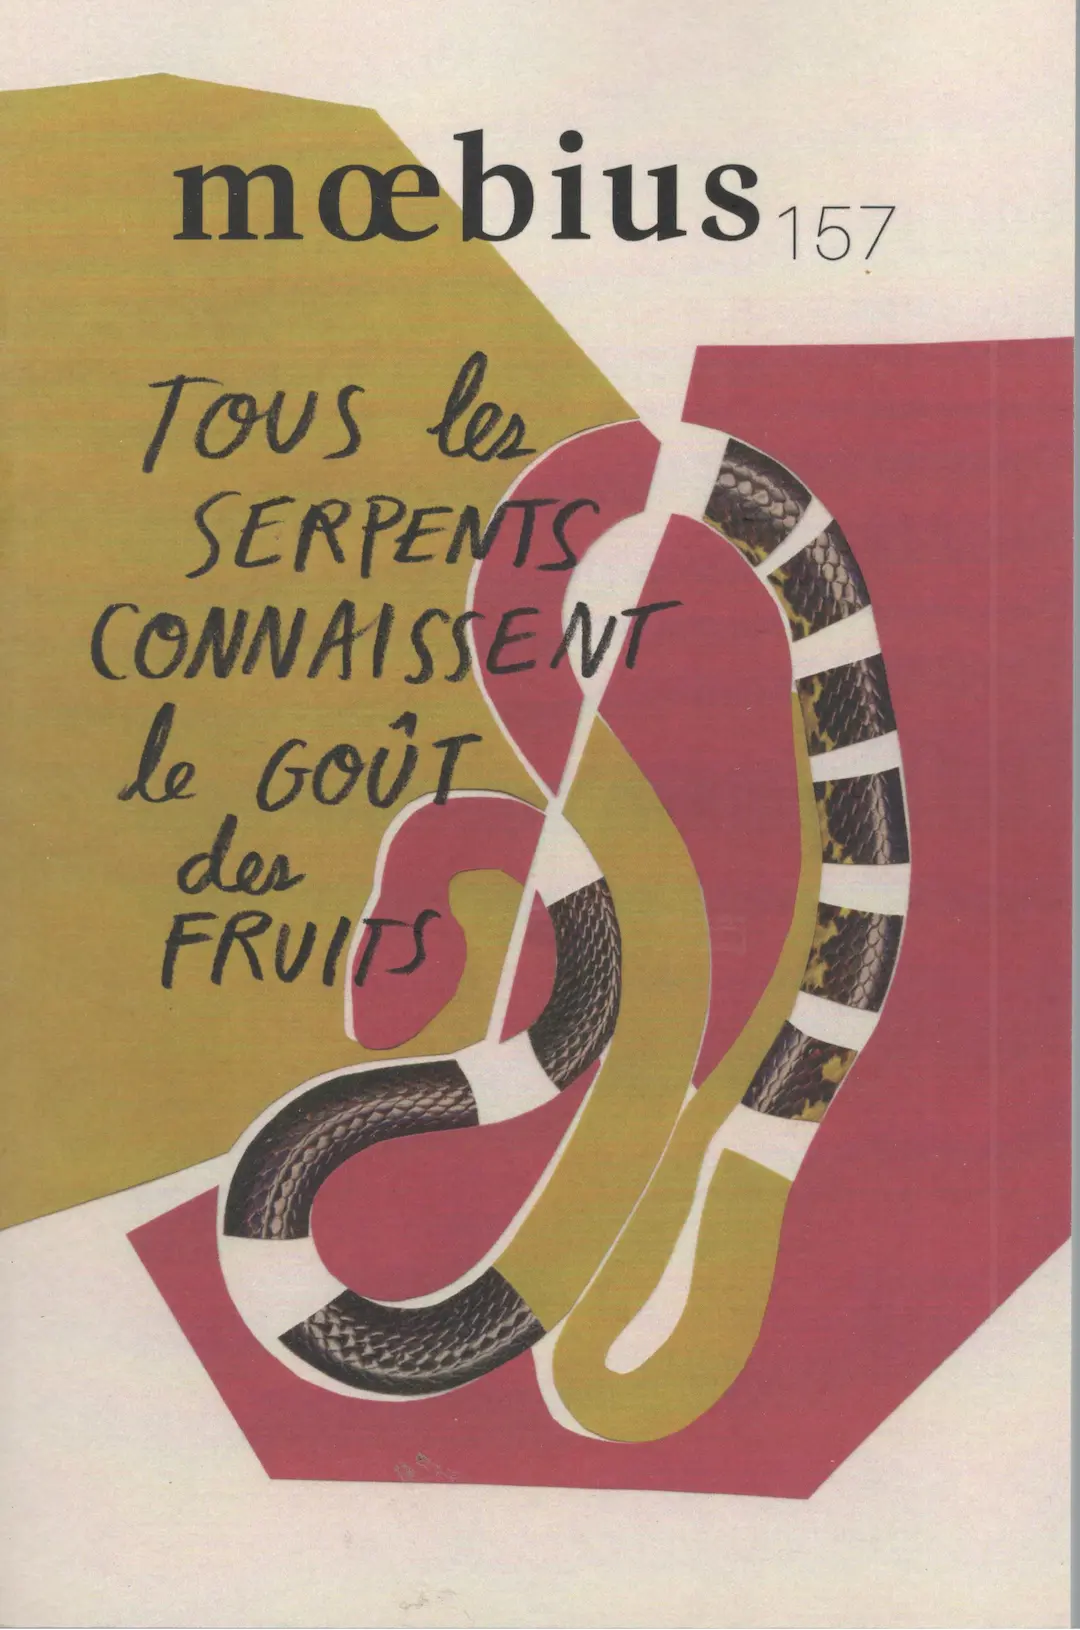 mœbius 157
TOUS les
SERPENTS
CONNAISSENT
le GOÛT
des
FRUITS